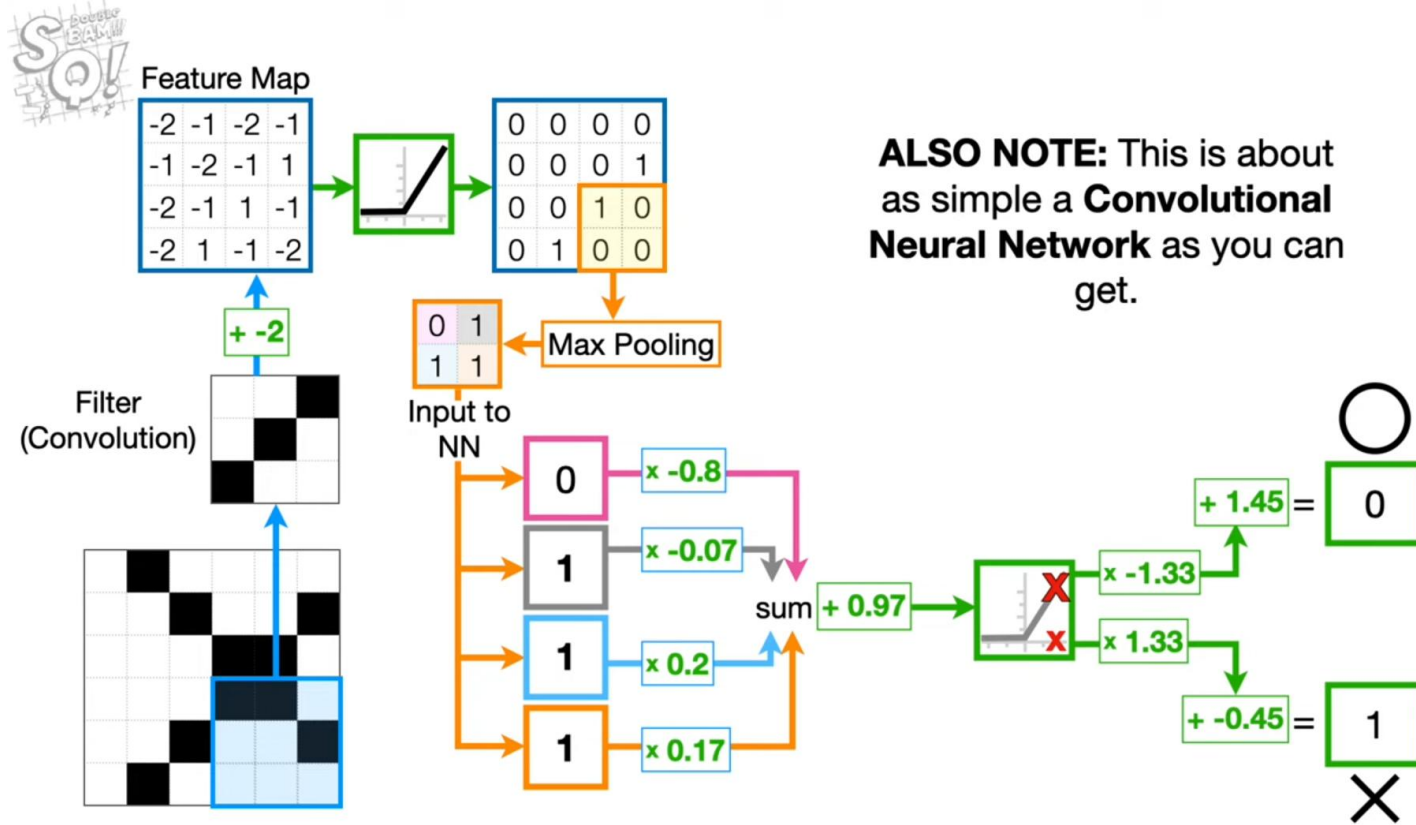 DOUBLE
BAM!!!
SQ!
Feature Map
-2 -1 -2 -1
-1 -2 -1 1
-2 -1 1 -1
-2 1 -1 -2
0 0 0 0
0 0 0 1
0 0 1 0
0 1 0 0
ALSO NOTE: This is about
as simple a Convolutional
Neural Network as you can
get.
+ -2
0 1
1 1
Max Pooling
Filter
(Convolution)
Input to
NN
0
x -0.8
1
x -0.07
sum
+ 0.97
1
x 0.2
1
x 0.17
X
x
x -1.33
+ 1.45 =
0
x 1.33
+ -0.45 =
1